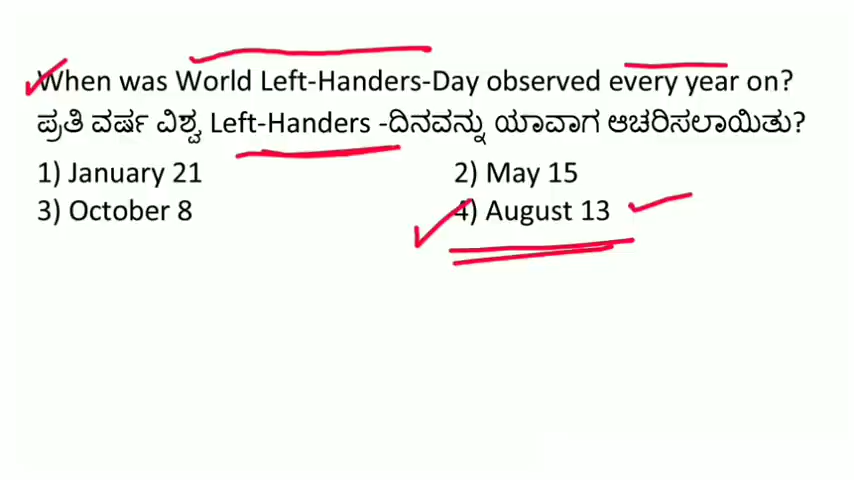 When was World Left-Handers-Day observed every year on?
ಪ್ರತಿ ವರ್ಷ ವಿಶ್ವ Left-Handers -ದಿನವನ್ನು ಯಾವಾಗ ಆಚರಿಸಲಾಯಿತು?
1) January 21 2) May 15
3) October 8 4) August 13